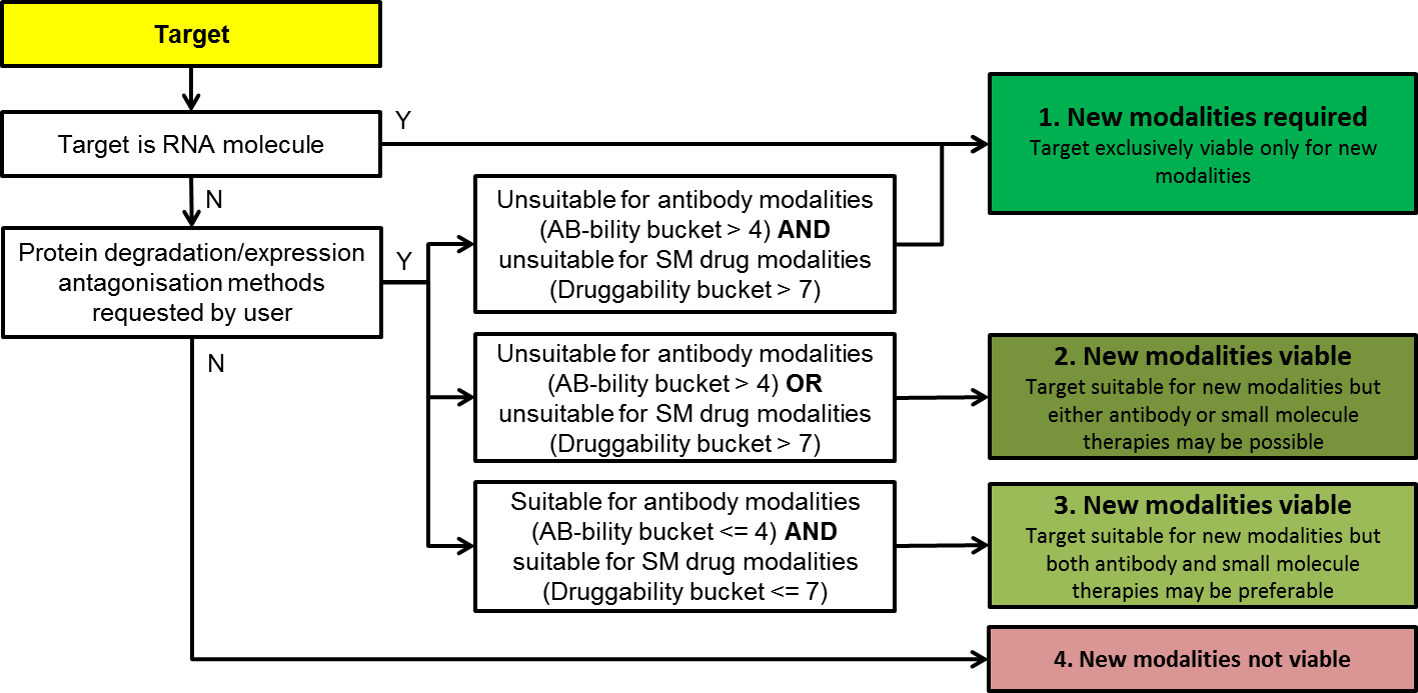 Target
Target is RNA molecule
Y
N
Protein degradation/expression
antagonisation methods
requested by user
Y
N
Unsuitable for antibody modalities
(AB-bility bucket > 4) AND
unsuitable for SM drug modalities
(Druggability bucket > 7)
1. New modalities required
Target exclusively viable only for new
modalities
Unsuitable for antibody modalities
(AB-bility bucket > 4) OR
unsuitable for SM drug modalities
(Druggability bucket > 7)
2. New modalities viable
Target suitable for new modalities but
either antibody or small molecule
therapies may be possible
Suitable for antibody modalities
(AB-bility bucket <= 4) AND
suitable for SM drug modalities
(Druggability bucket <= 7)
3. New modalities viable
Target suitable for new modalities but
both antibody and small molecule
therapies may be preferable
4. New modalities not viable